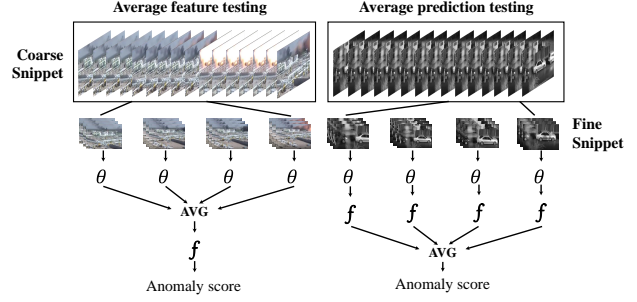 Average feature testing
Average prediction testing
Coarse
Snippet
Fine
Snippet
θ θ θ θ θ θ θ θ
f f f f
AVG
AVG
f
Anomaly score
Anomaly score